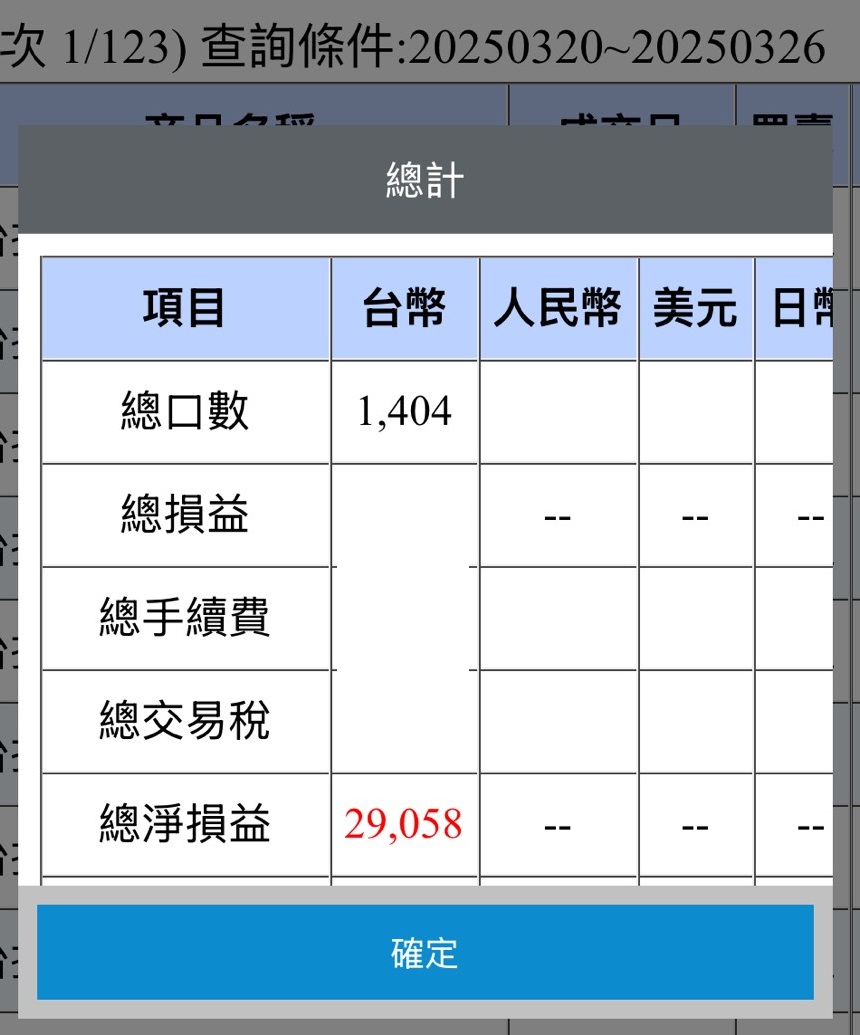 次 1/123) 查詢條件:20250320~20250326
總計
項目 台幣 人民幣 美元 日幣
總口數 1,404
總損益 -- -- --
總手續費
總交易稅
總淨損益 29,058 -- -- --
確定